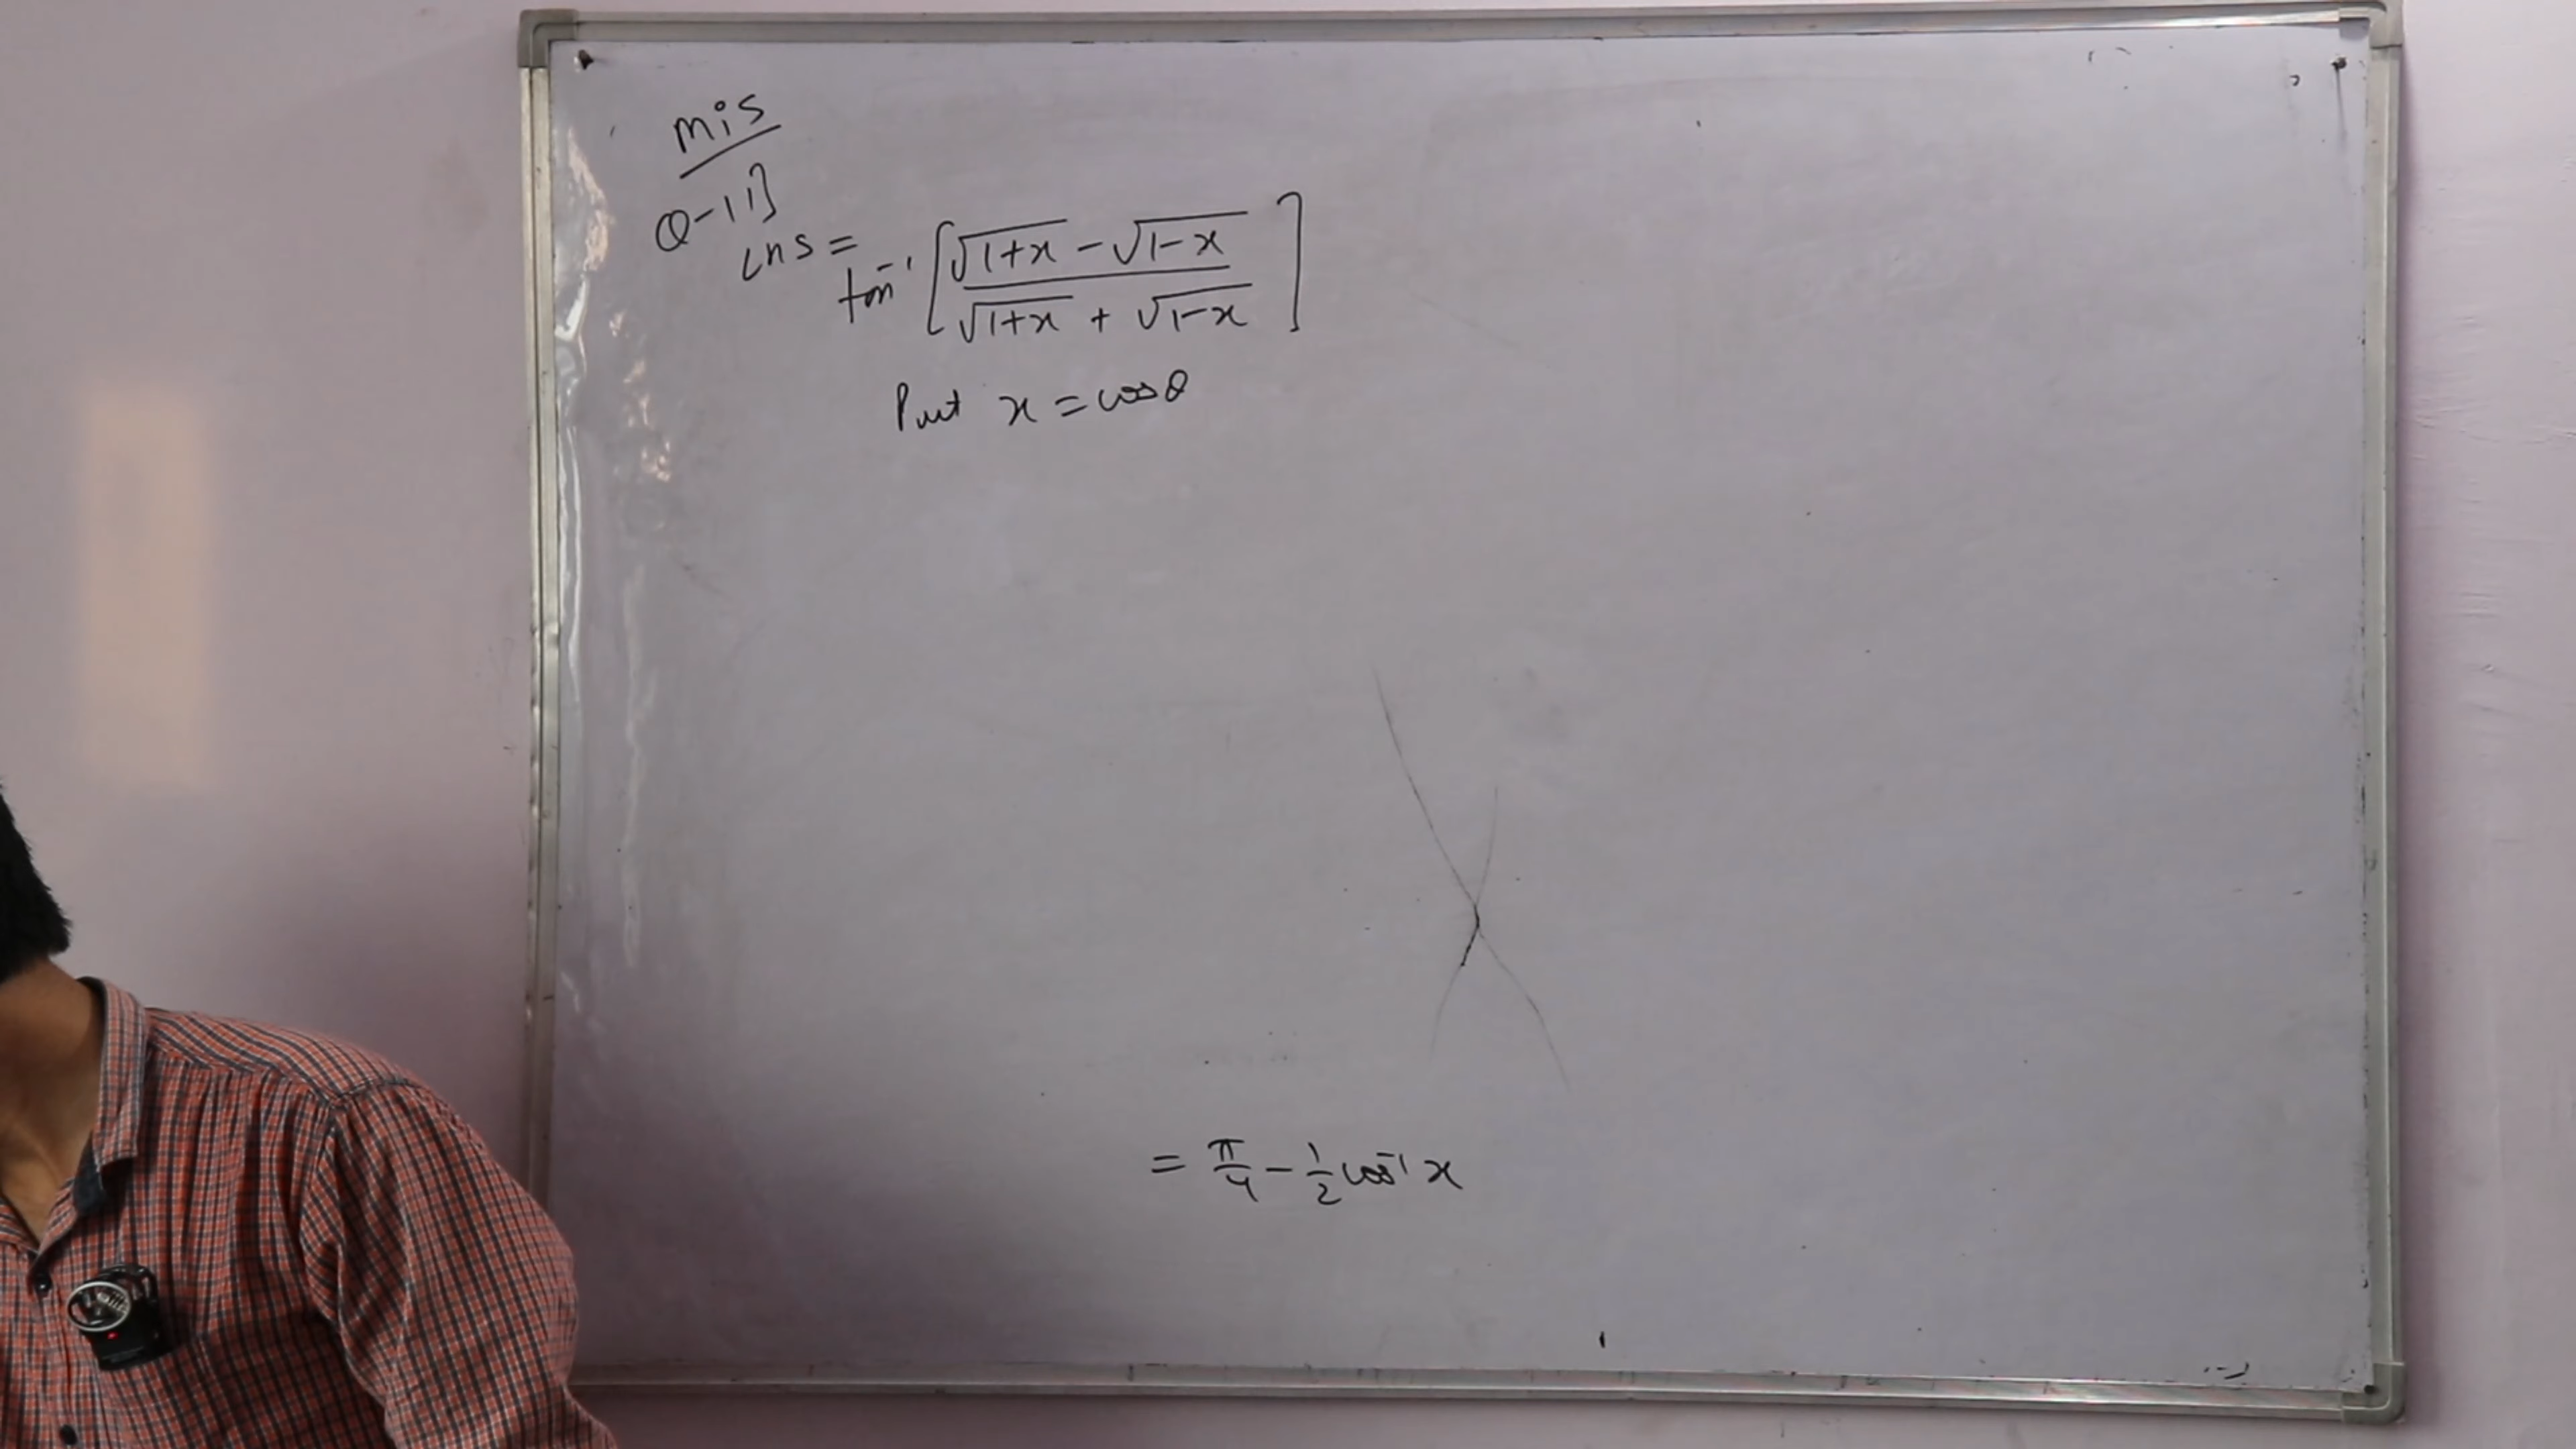 mis
Q-11]
LHS = tan⁻¹ [ (√1+x - √1-x) / (√1+x + √1-x) ]
Put x = cosθ
= π/4 - 1/2 cos⁻¹ x